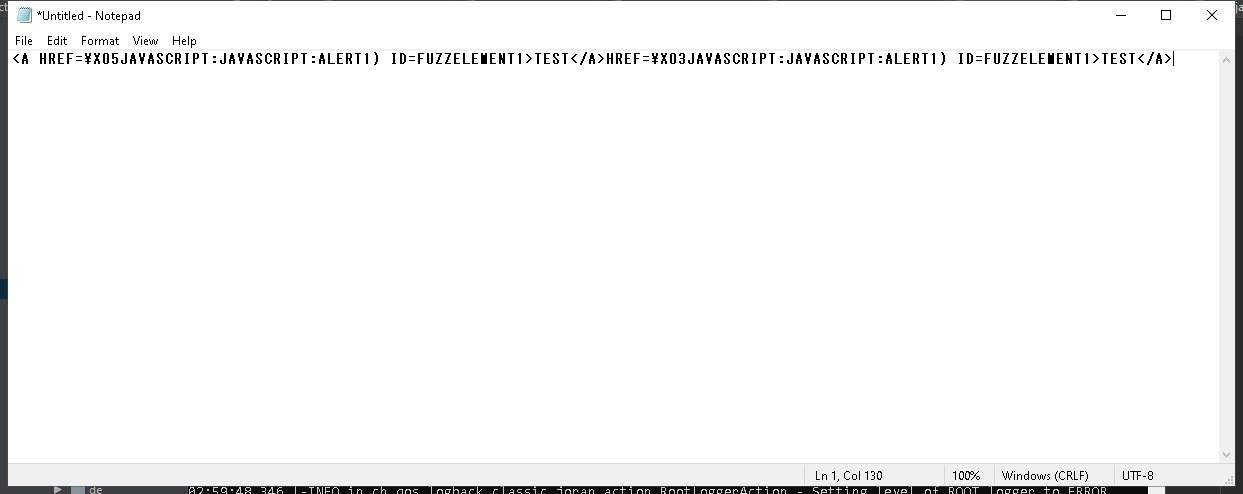 *Untitled - Notepad
File Edit Format View Help
<A HREF=¥X05JAVASCRIPT:JAVASCRIPT:ALERT1) ID=FUZZELEMENT1>TEST</A>HREF=¥X03JAVASCRIPT:JAVASCRIPT:ALERT1) ID=FUZZELEMENT1>TEST</A>
Ln 1, Col 130 100% Windows (CRLF) UTF-8
de 02:59:48,346 |-INFO in ch.qos.logback.classic.joran.action.RootLoggerAction - Setting level of ROOT logger to ERROR